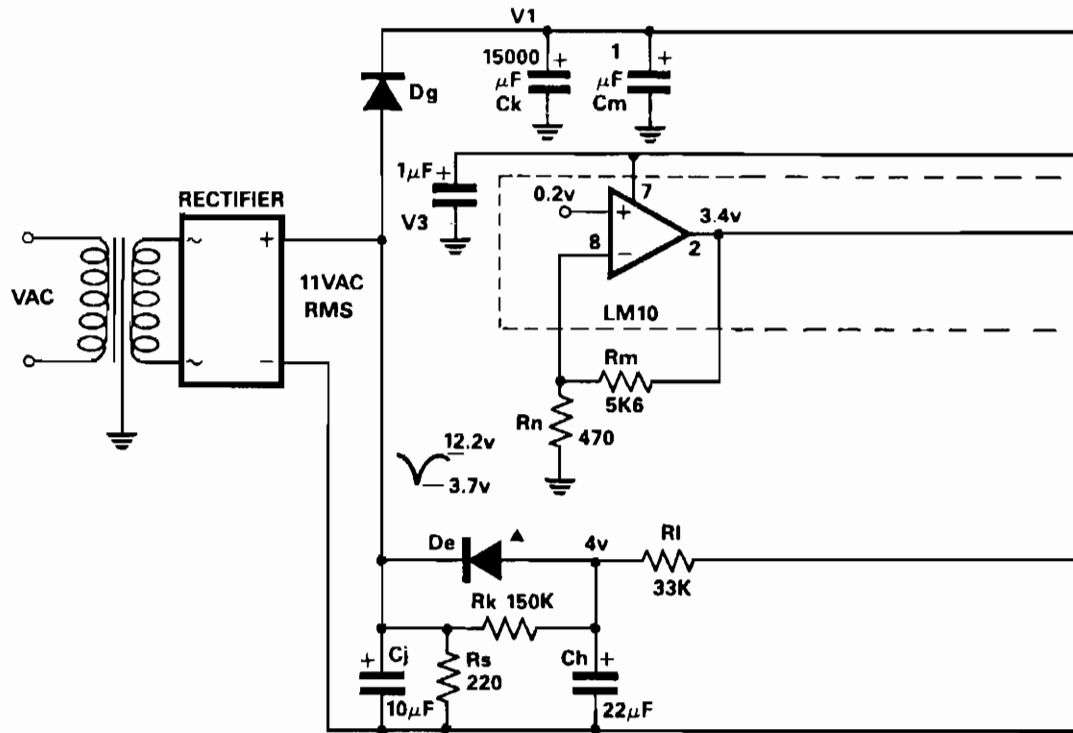 V1
15000 +
μF
Ck
1 +
μF
Cm
Dg
1μF +
V3
0.2v
+
7
3.4v
8
−
2
LM10
RECTIFIER
~ +
~ −
VAC
11VAC
RMS
Rm
5K6
Rn
470
12.2v
3.7v
De
4v
Rl
33K
Rk 150K
+
Cj
10μF
Rs
220
Ch
+
22μF